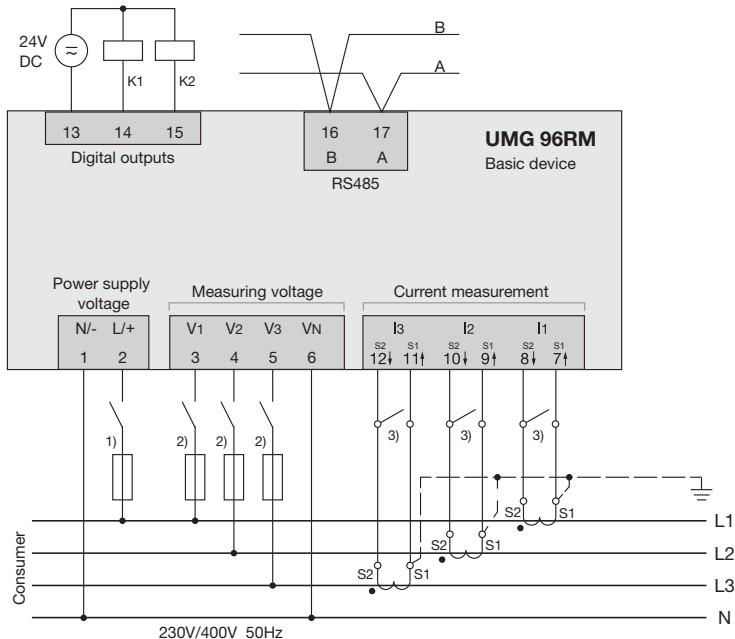 24V
DC
K1
K2
B
A
13 14 15
Digital outputs
16 17
B A
RS485
UMG 96RM
Basic device
Power supply
voltage
Measuring voltage
Current measurement
N/- L/+
1 2
V1 V2 V3 VN
3 4 5 6
I3 I2 I1
S2 S1 S2 S1 S2 S1
12↓ 11↑ 10↓ 9↑ 8↓ 7↑
1) 2) 2) 2) 3) 3) 3)
S2 S1
L1
S2 S1
L2
S2 S1
L3
N
Consumer
230V/400V 50Hz